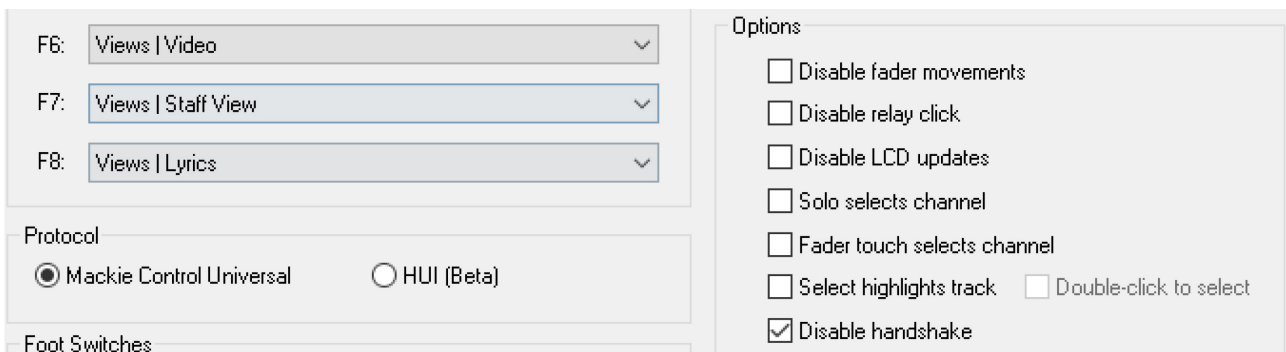 F6: Views | Video
F7: Views | Staff View
F8: Views | Lyrics
Protocol
Mackie Control Universal HUI (Beta)
Foot Switches
Options
Disable fader movements
Disable relay click
Disable LCD updates
Solo selects channel
Fader touch selects channel
Select highlights track Double-click to select
Disable handshake